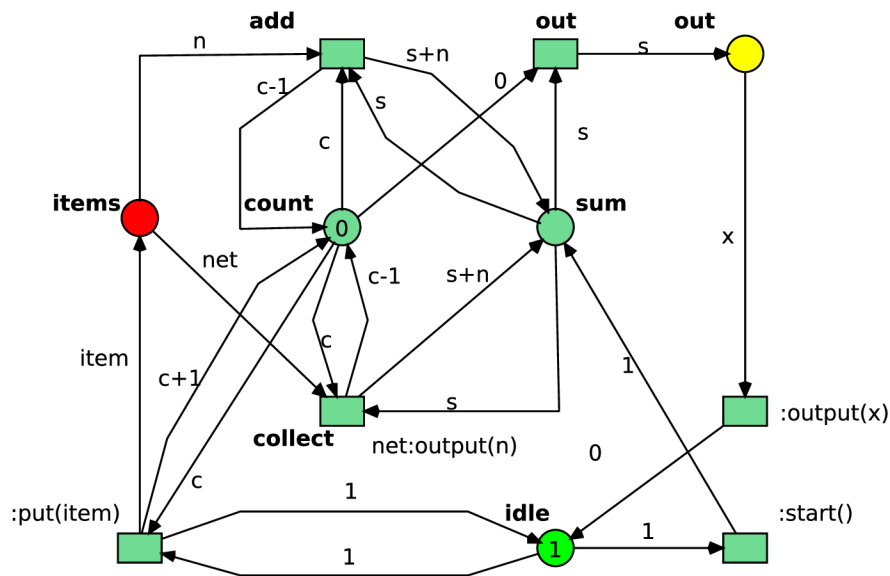 add
out
out
n
s+n
s
c-1
0
s
c
s
items
count
sum
0
net
x
c-1
s+n
item
c
1
c+1
s
:output(x)
collect
net:output(n)
0
c
1
:put(item)
idle
:start()
1
1
1